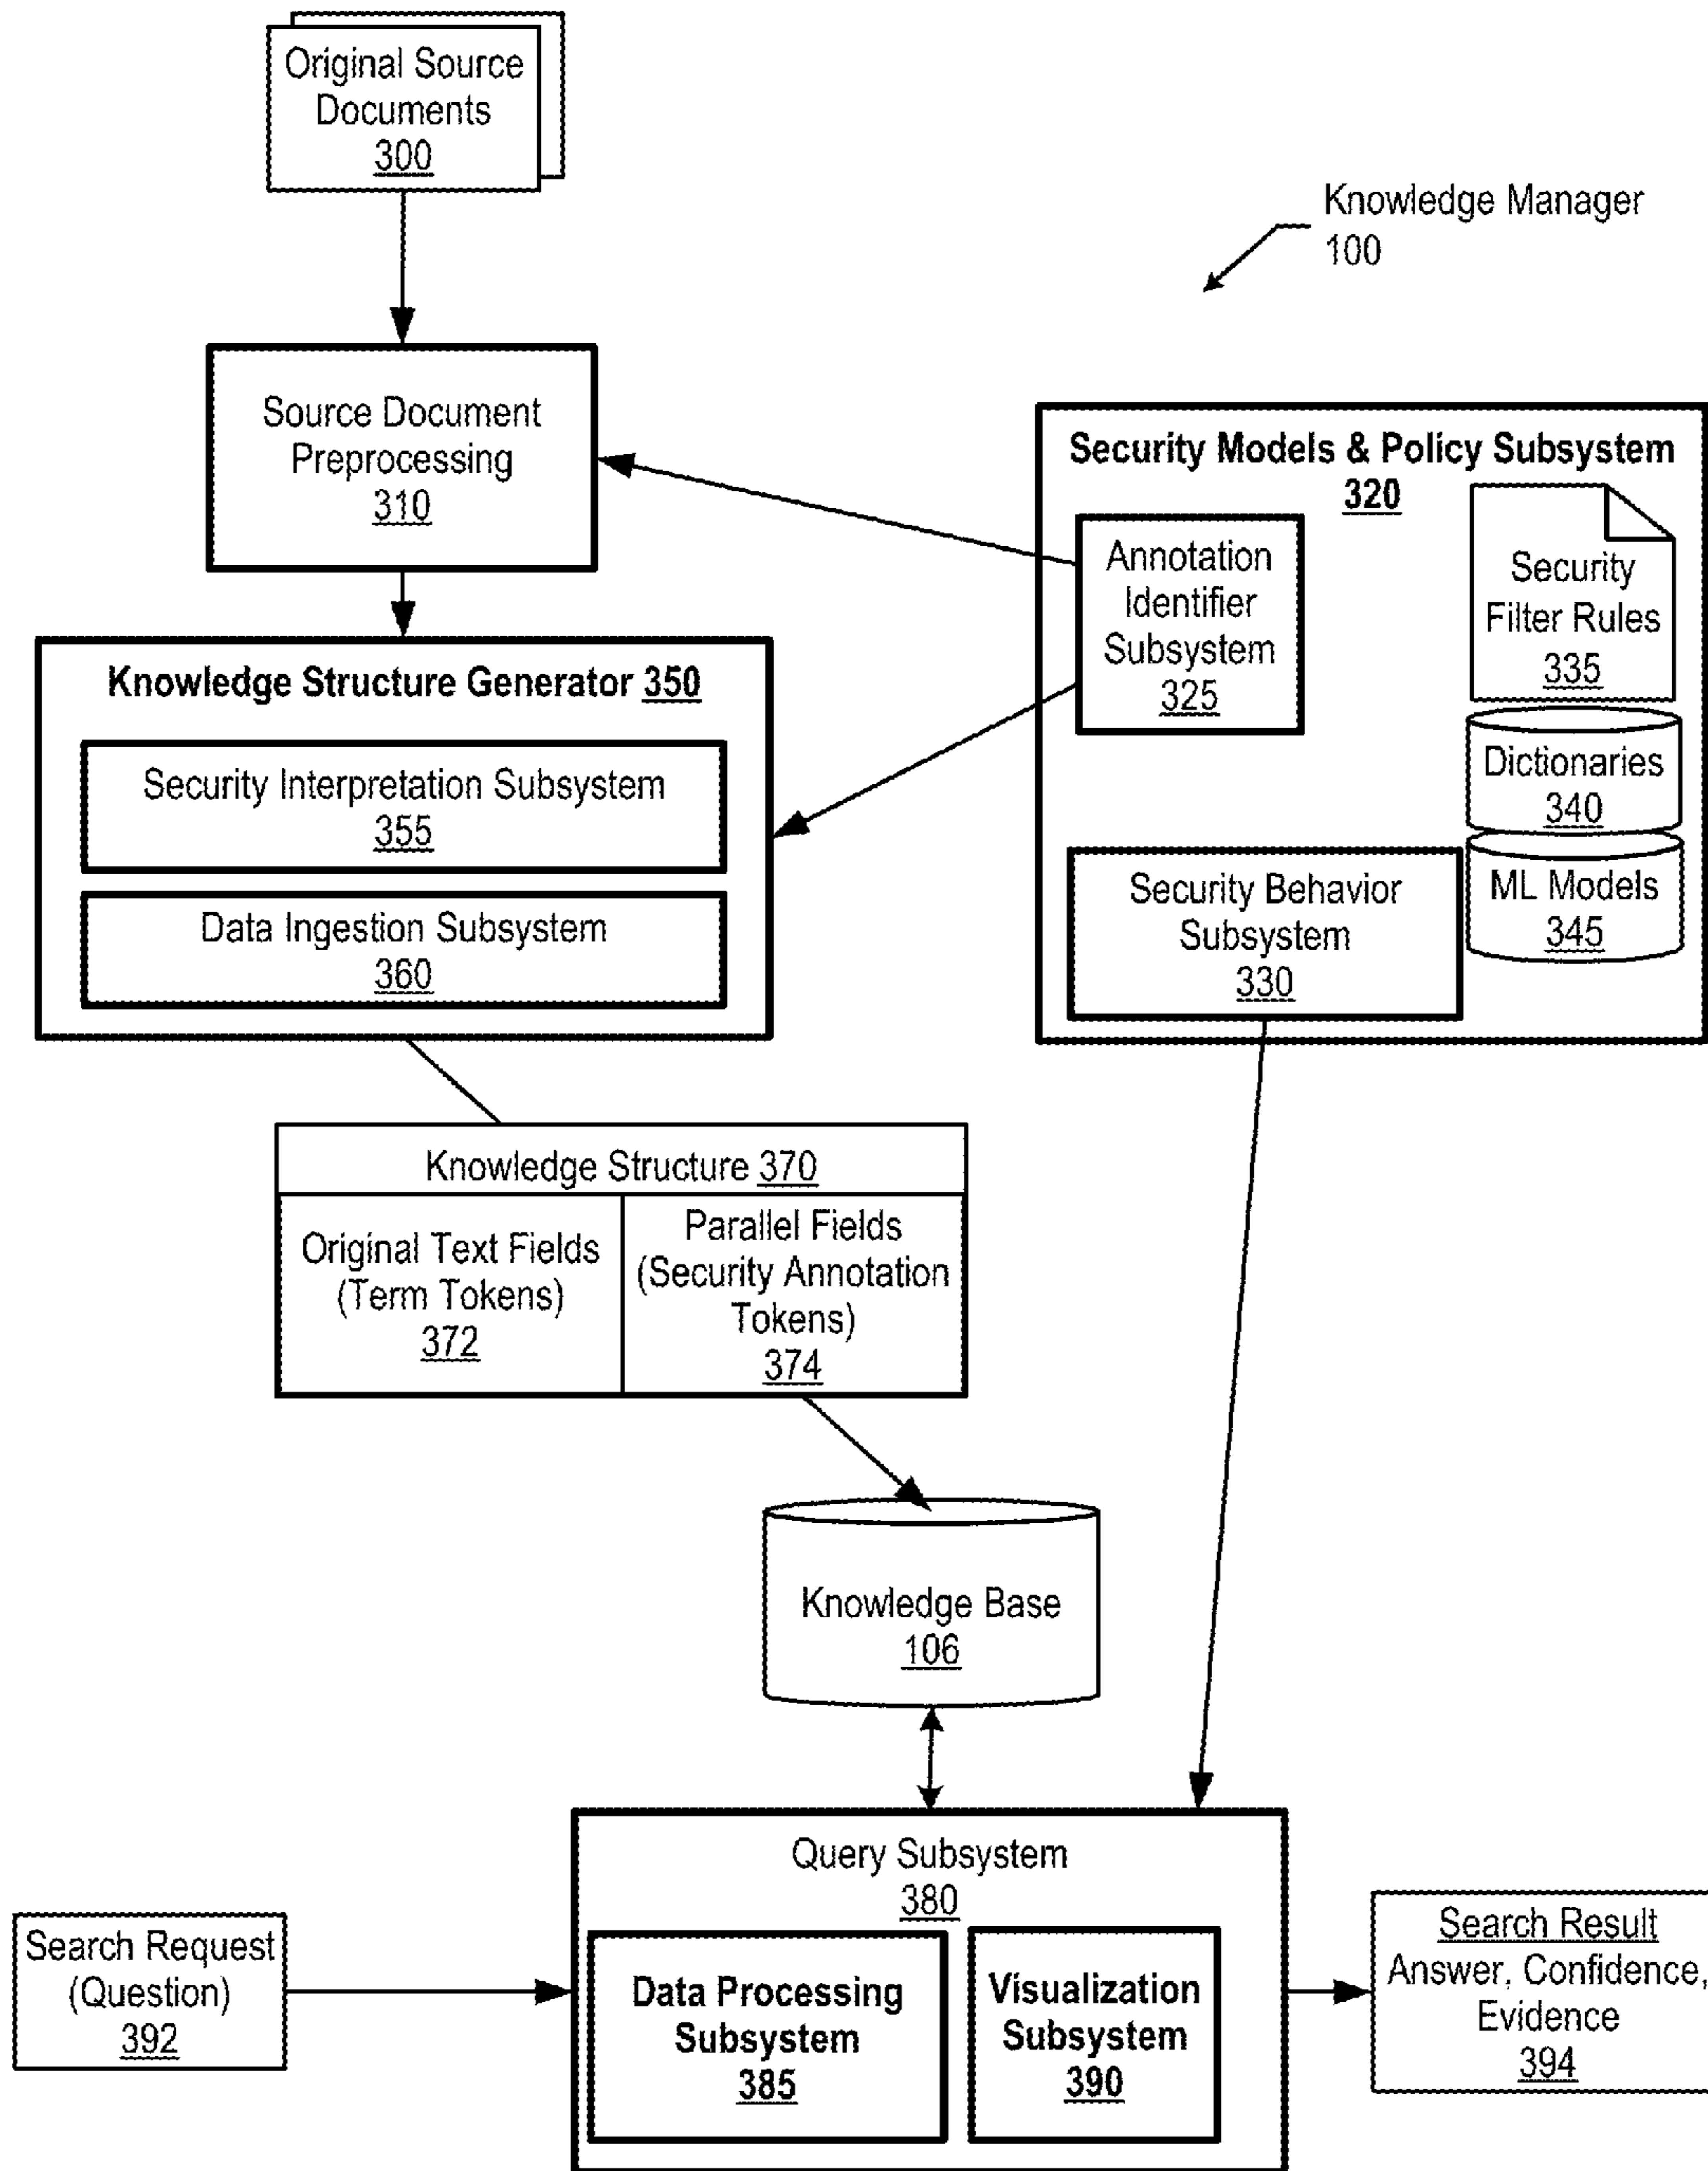 Original Source
Documents
300
Knowledge Manager
100
Source Document
Preprocessing
310
Security Models & Policy Subsystem
320
Annotation
Identifier
Subsystem
325
Security
Filter Rules
335
Dictionaries
340
ML Models
345
Security Behavior
Subsystem
330
Knowledge Structure Generator 350
Security Interpretation Subsystem
355
Data Ingestion Subsystem
360
Knowledge Structure 370
Original Text Fields
(Term Tokens)
372
Parallel Fields
(Security Annotation
Tokens)
374
Knowledge Base
106
Query Subsystem
380
Data Processing
Subsystem
385
Visualization
Subsystem
390
Search Request
(Question)
392
Search Result
Answer, Confidence,
Evidence
394